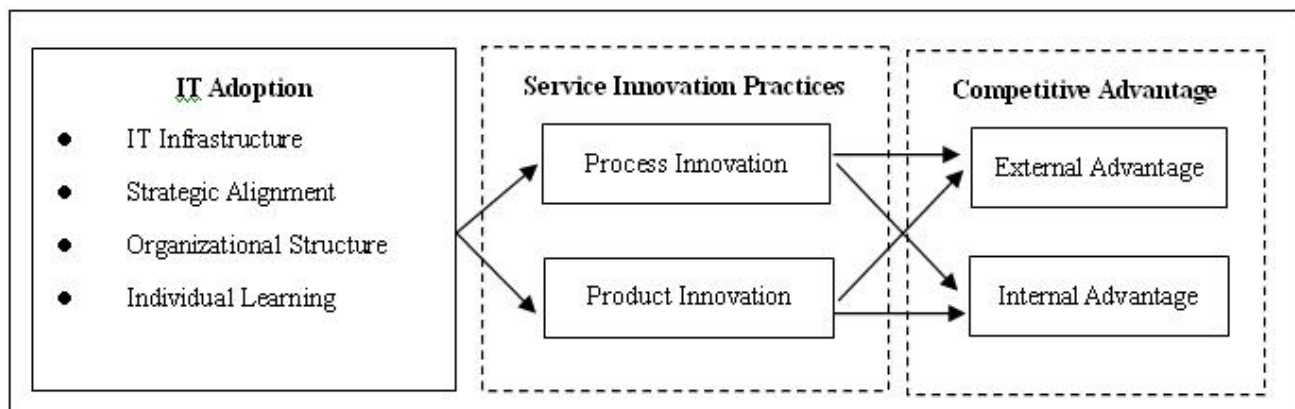 IT Adoption
● IT Infrastructure
● Strategic Alignment
● Organizational Structure
● Individual Learning
Service Innovation Practices
Process Innovation
Product Innovation
Competitive Advantage
External Advantage
Internal Advantage